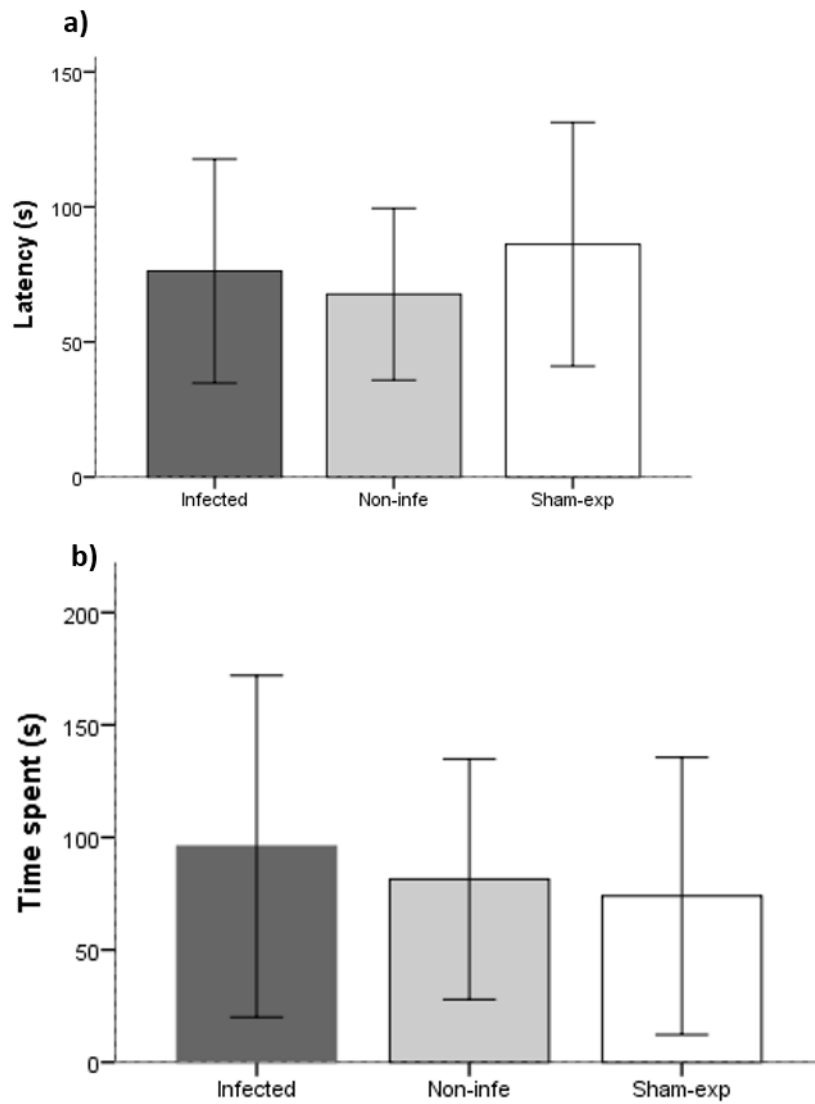 a)
150
100
50
0
Latency (s)
Infected Non-infe Sham-exp
b)
200
150
100
50
0
Time spent (s)
Infected Non-infe Sham-exp